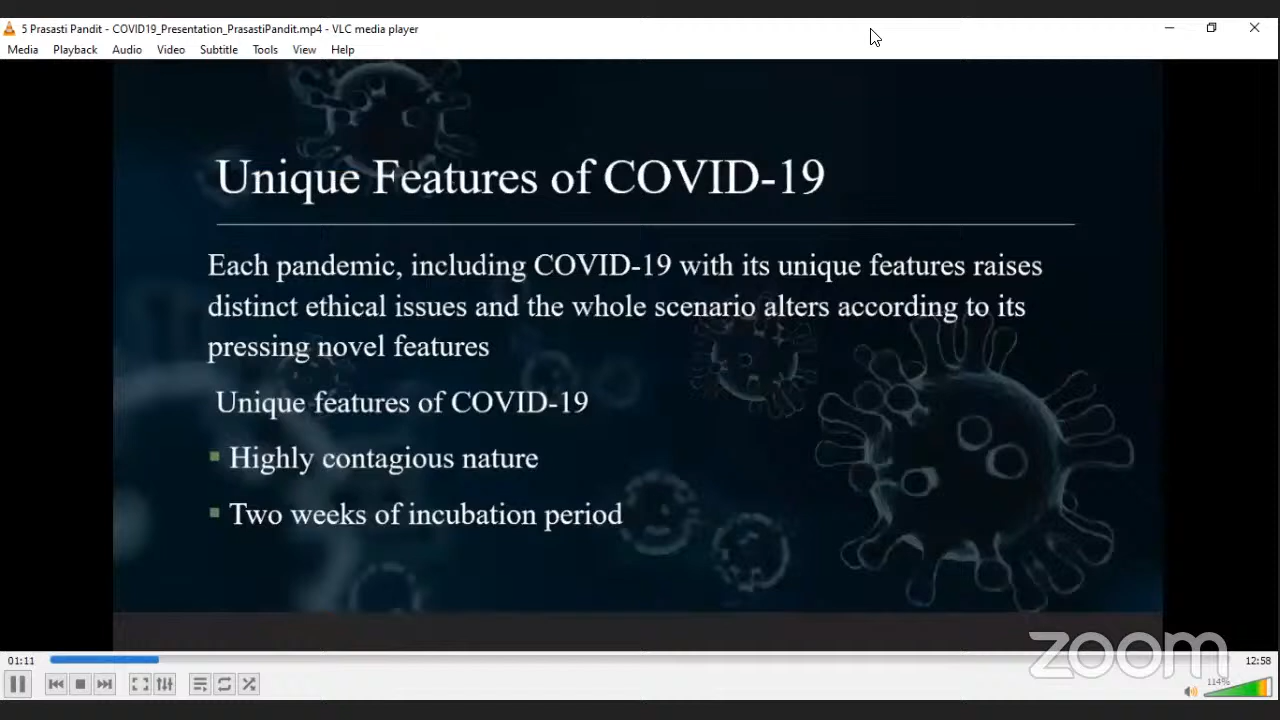 5 Prasasti Pandit - COVID19_Presentation_PrasastiPandit.mp4 - VLC media player
Media Playback Audio Video Subtitle Tools View Help
Unique Features of COVID-19
Each pandemic, including COVID-19 with its unique features raises
distinct ethical issues and the whole scenario alters according to its
pressing novel features
Unique features of COVID-19
Highly contagious nature
Two weeks of incubation period
zoom
01:11
12:58
114%